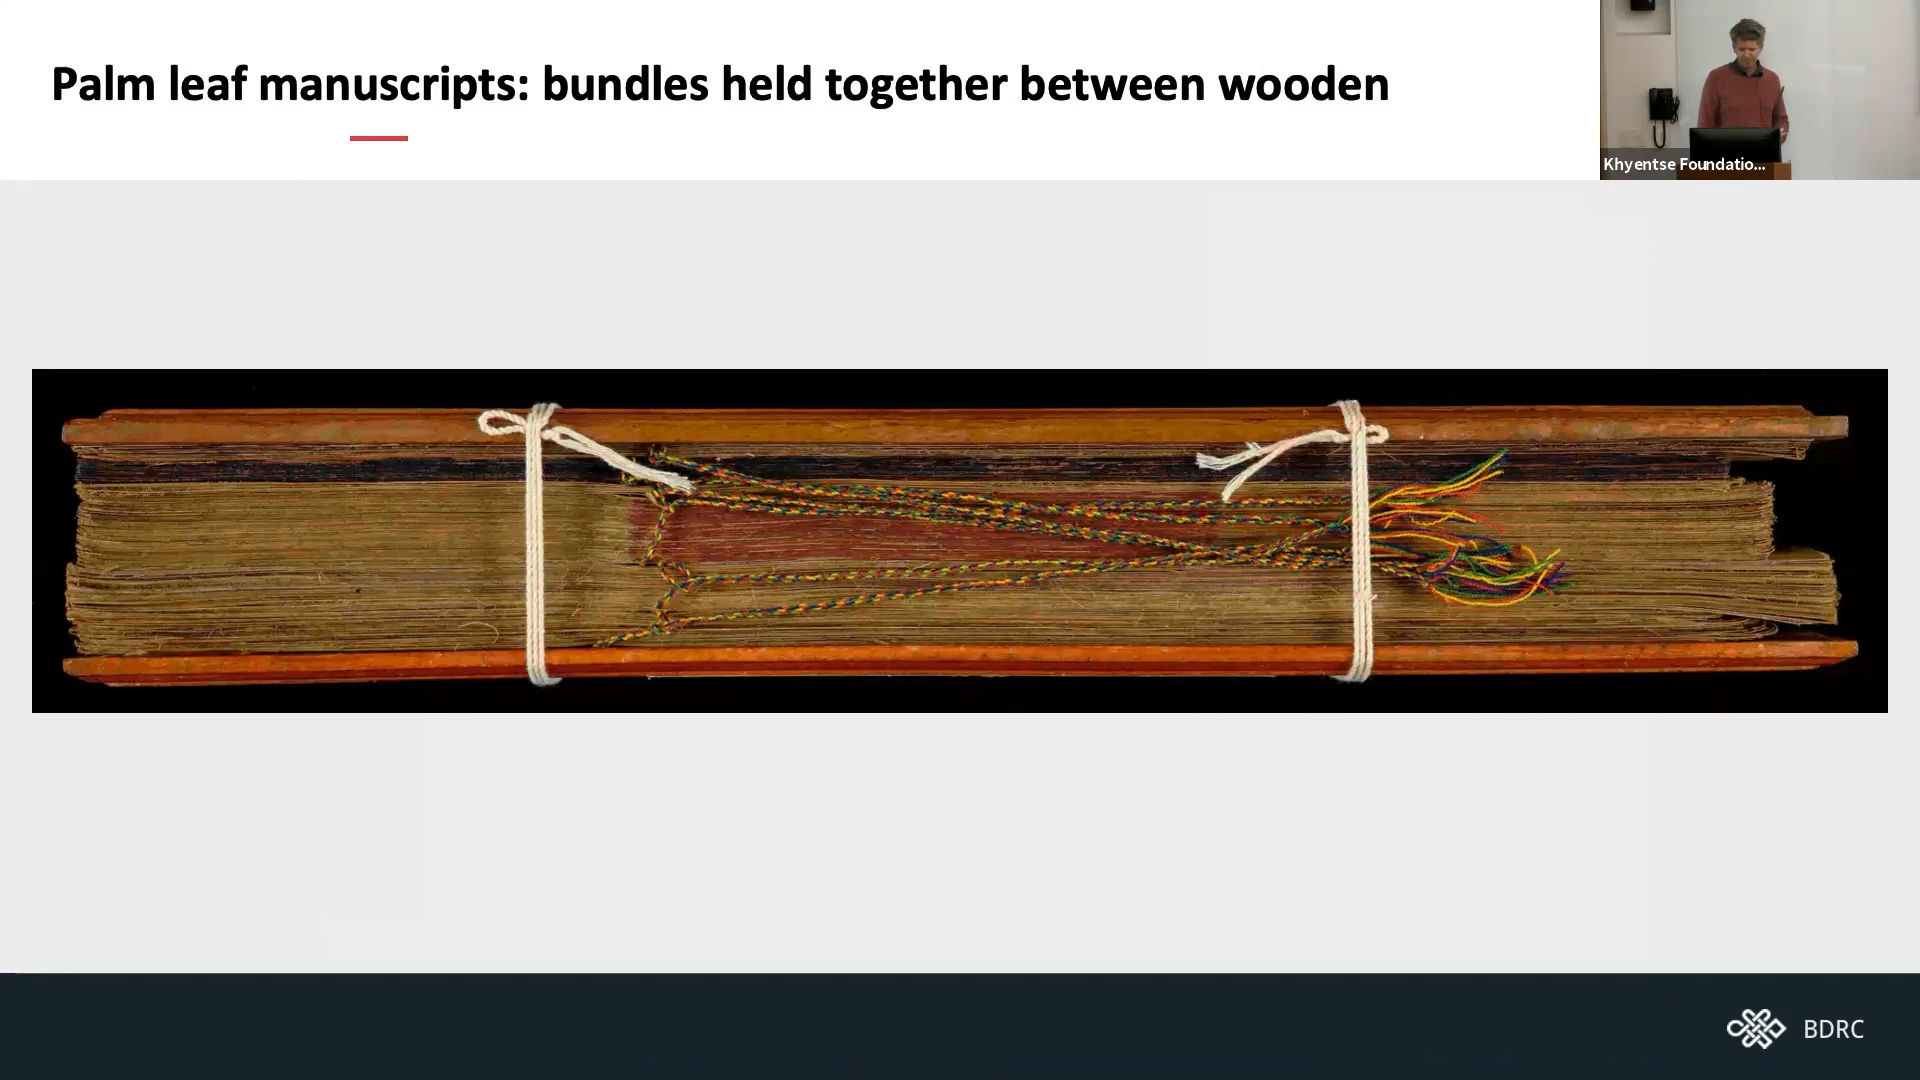 Palm leaf manuscripts: bundles held together between wooden
Khyentse Foundatio...
BDRC